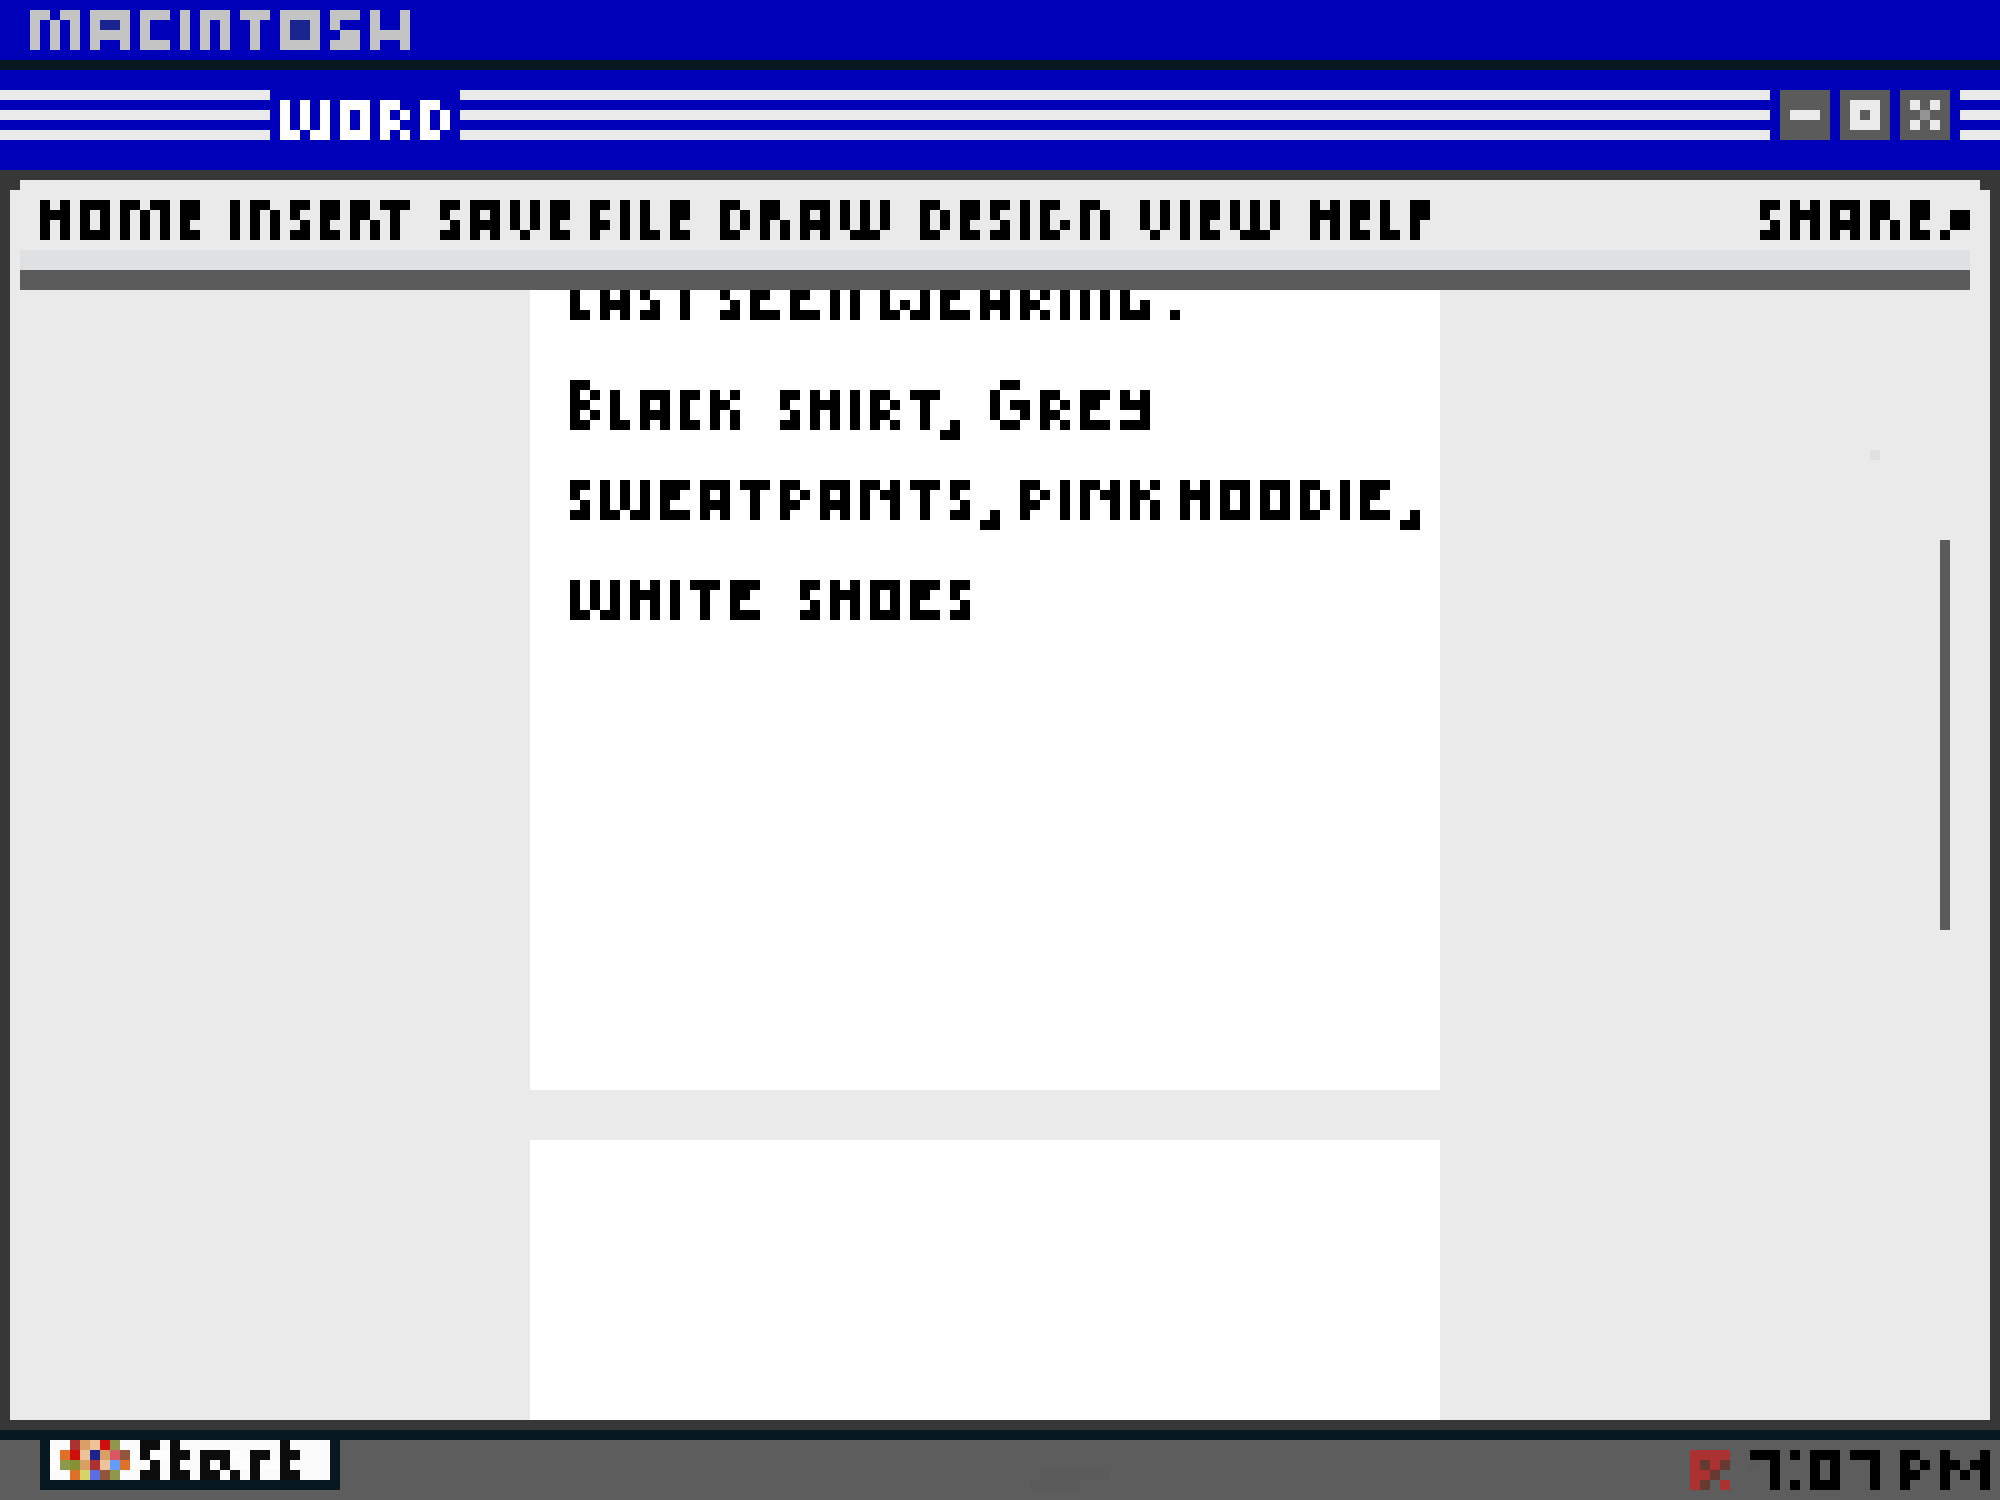 MACINTOSH
WORD
HOME INSERT SAVE FILE DRAW DESIGN VIEW HELP SHARE
LAST SEEN WEARING.
BLACK SHIRT, GREY
SWEATPANTS, PINK HOODIE,
WHITE SHOES
Start 7:07 PM